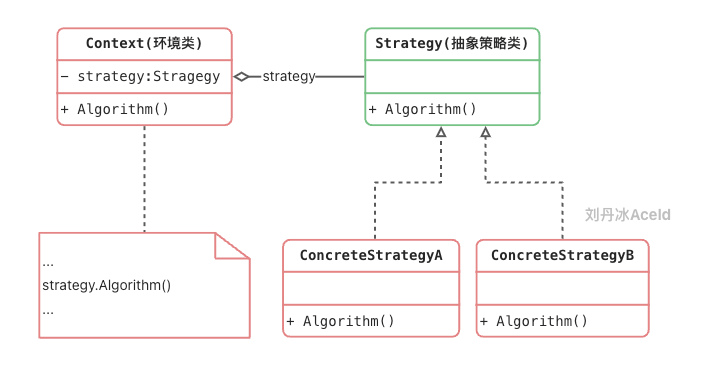 Context(环境类)
− strategy:Stragegy
+ Algorithm()
strategy
Strategy(抽象策略类)
+ Algorithm()
刘丹冰AceId
...
strategy.Algorithm()
...
ConcreteStrategyA
+ Algorithm()
ConcreteStrategyB
+ Algorithm()